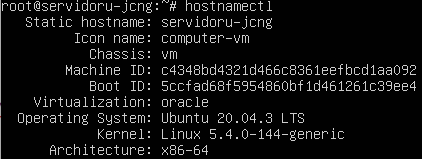 root@servidoru-jcng:~# hostnamectl
Static hostname: servidoru-jcng
Icon name: computer-vm
Chassis: vm
Machine ID: c4348bd4321d466c8361eefbcd1aa092
Boot ID: 5ccfad68f5954860bf1d461261c39ee4
Virtualization: oracle
Operating System: Ubuntu 20.04.3 LTS
Kernel: Linux 5.4.0-144-generic
Architecture: x86-64